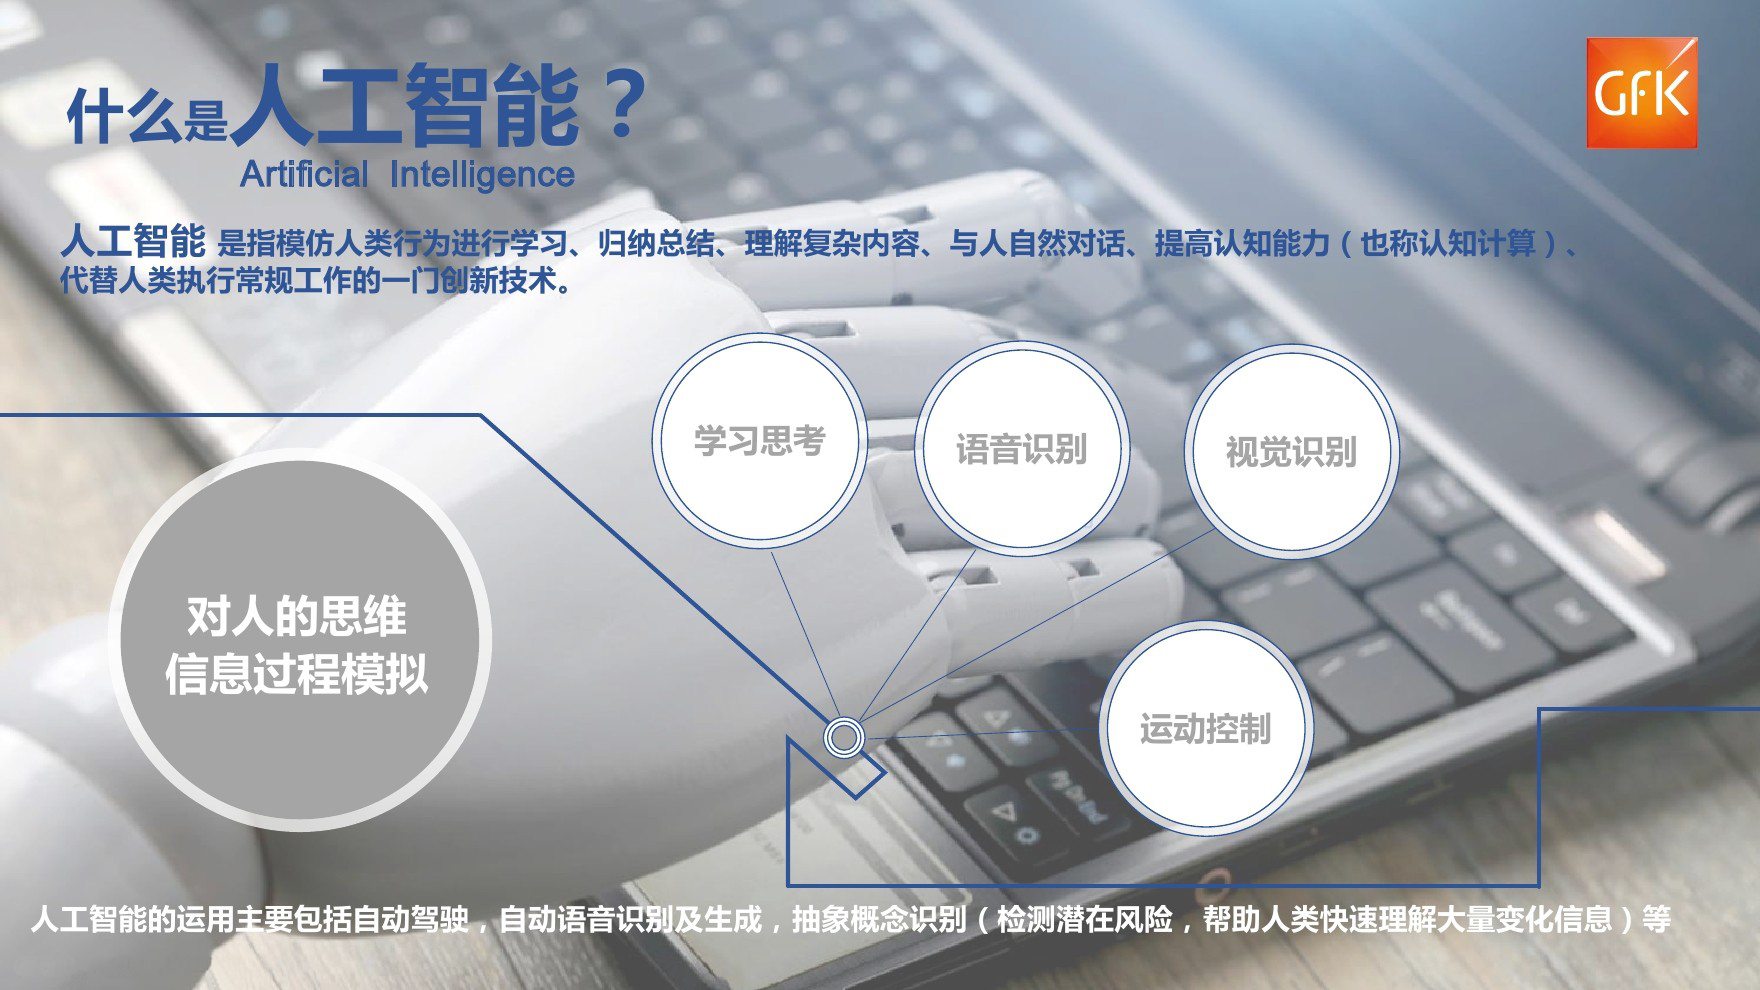 什么是人工智能？
Artificial Intelligence
GfK
人工智能 是指模仿人类行为进行学习、归纳总结、理解复杂内容、与人自然对话、提高认知能力（也称认知计算）、
代替人类执行常规工作的一门创新技术。
学习思考
语音识别
视觉识别
对人的思维
信息过程模拟
运动控制
人工智能的运用主要包括自动驾驶，自动语音识别及生成，抽象概念识别（检测潜在风险，帮助人类快速理解大量变化信息）等